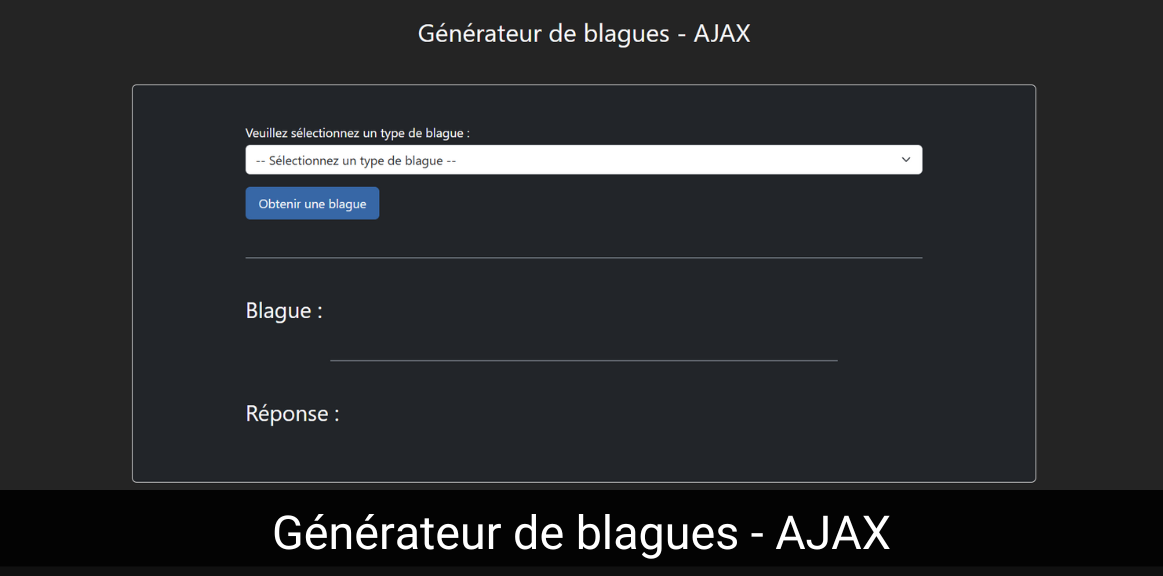 Générateur de blagues - AJAX
Veuillez sélectionnez un type de blague :
-- Sélectionnez un type de blague --
Obtenir une blague
Blague :
Réponse :
Générateur de blagues - AJAX